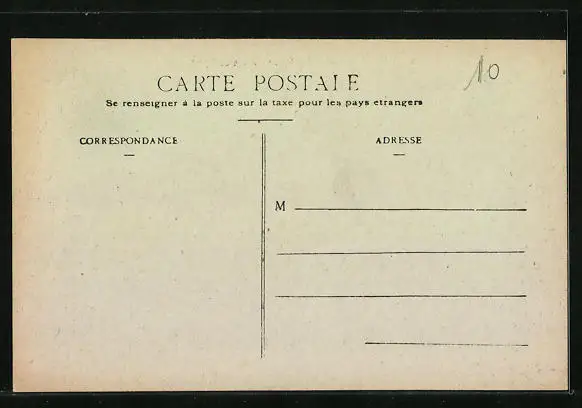 10
CARTE POSTALE
Se renseigner à la poste sur la taxe pour les pays etrangers
CORRESPONDANCE
ADRESSE
M